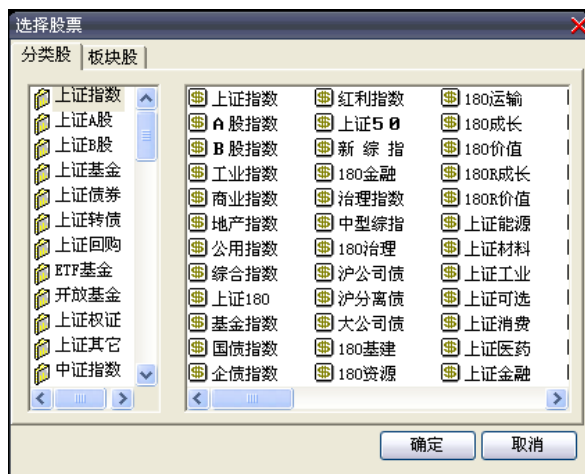 选择股票
分类股 板块股
上证指数
上证A股
上证B股
上证基金
上证债券
上证转债
上证回购
ETF基金
开放基金
上证权证
上证其它
中证指数
上证指数 红利指数 180运输
A股指数 上证50 180成长
B股指数 新综指 180价值
工业指数 180金融 180R成长
商业指数 治理指数 180R价值
地产指数 中型综指 上证能源
公用指数 180治理 上证材料
综合指数 沪公司债 上证工业
上证180 沪分离债 上证可选
基金指数 大公司债 上证消费
国债指数 180基建 上证医药
企债指数 180资源 上证金融
确定 取消